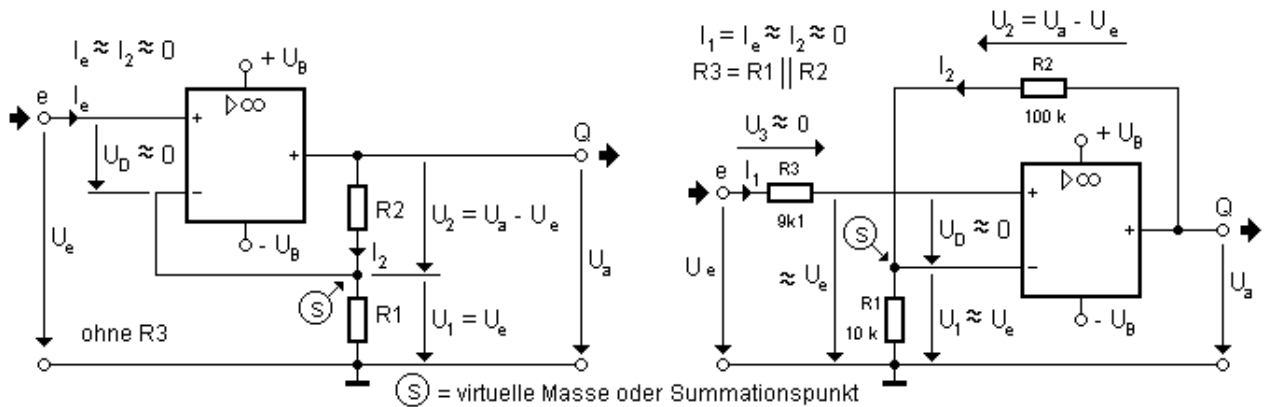 I_e ≈ I_2 ≈ 0
+ U_B
e
I_e
▷∞
+
U_D ≈ 0
+
Q
−
R2
U_2 = U_a - U_e
- U_B
I_2
U_e
U_a
S
R1
U_1 = U_e
ohne R3
I_1 = I_e ≈ I_2 ≈ 0
R3 = R1 || R2
U_2 = U_a - U_e
I_2
R2
100 k
U_3 ≈ 0
+ U_B
e
I_1
R3
▷∞
+
9k1
S
U_D ≈ 0
+
Q
−
U_e
≈ U_e
R1
10 k
U_1 ≈ U_e
- U_B
U_a
S = virtuelle Masse oder Summationspunkt